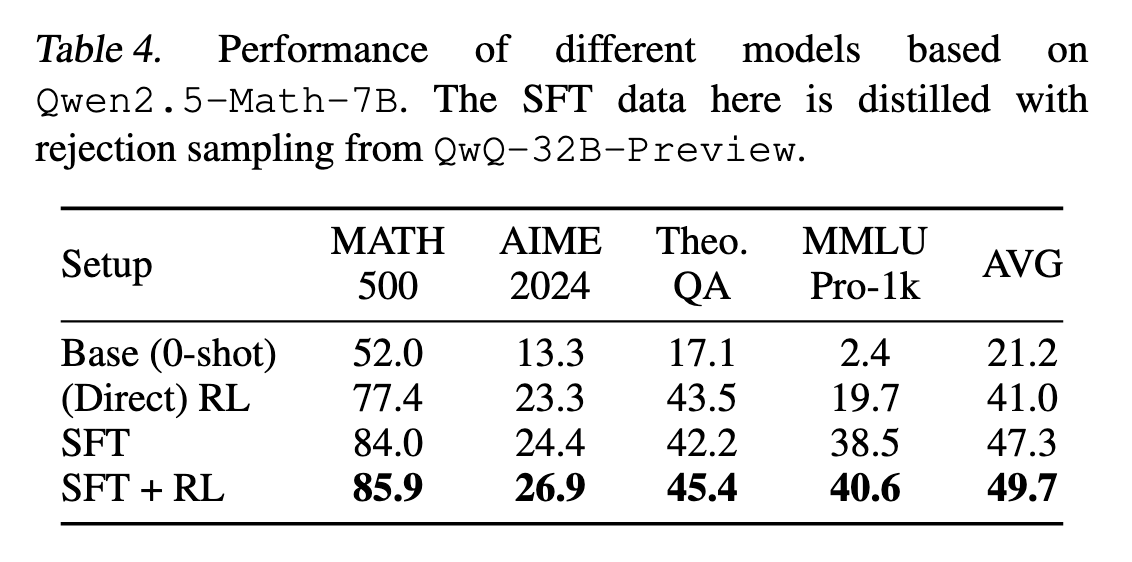 Table 4. Performance of different models based on
Qwen2.5-Math-7B. The SFT data here is distilled with
rejection sampling from QwQ-32B-Preview.
Setup MATH 500 AIME 2024 Theo. QA MMLU Pro-1k AVG
Base (0-shot) 52.0 13.3 17.1 2.4 21.2
(Direct) RL 77.4 23.3 43.5 19.7 41.0
SFT 84.0 24.4 42.2 38.5 47.3
SFT + RL 85.9 26.9 45.4 40.6 49.7